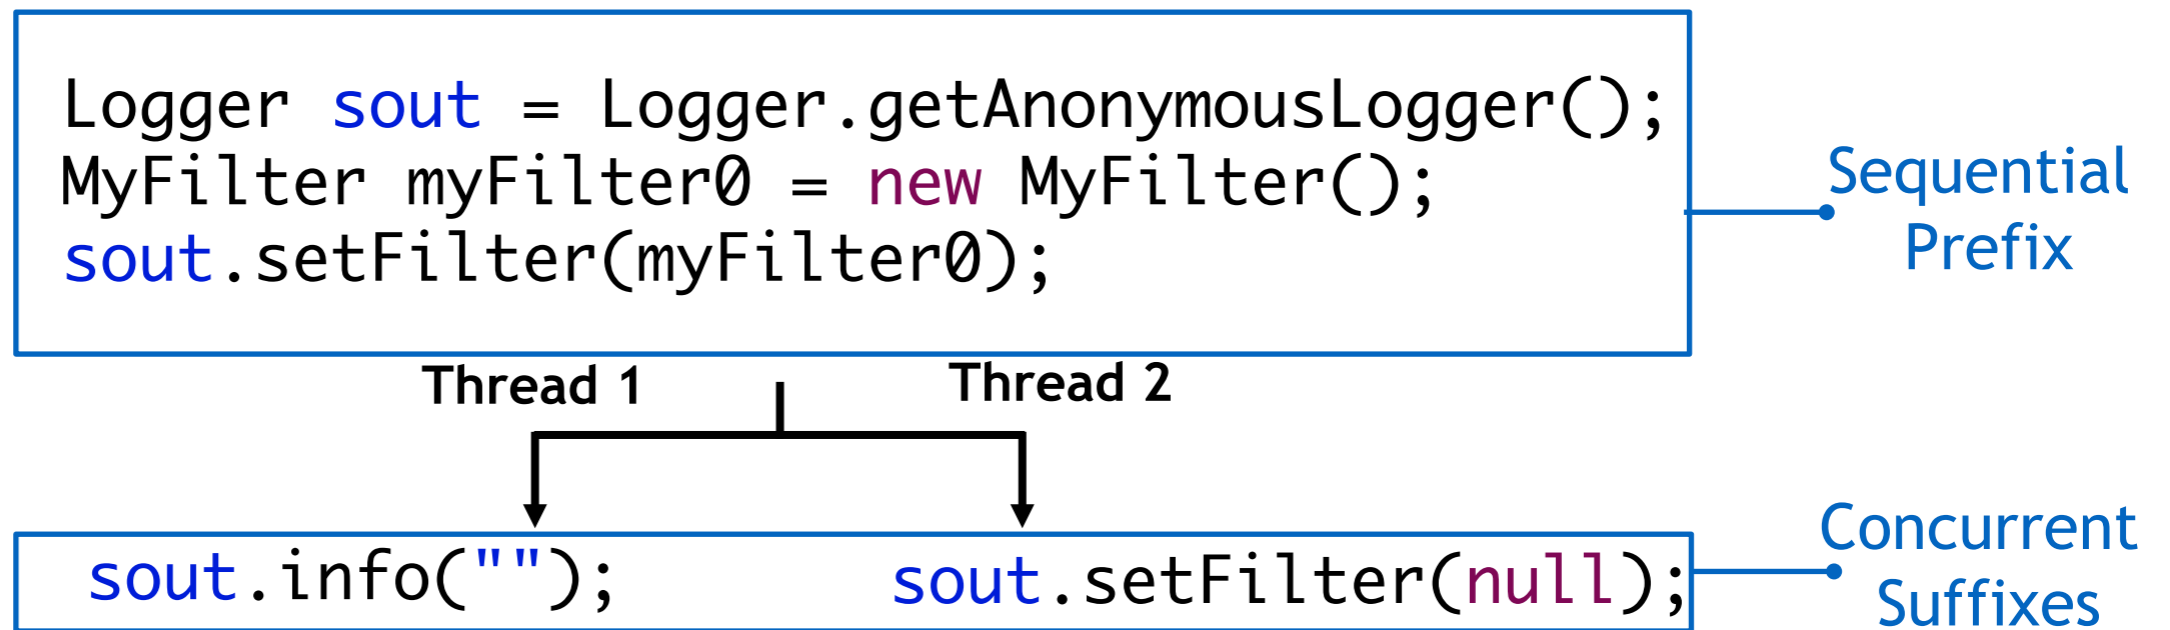 Logger sout = Logger.getAnonymousLogger();
MyFilter myFilter0 = new MyFilter();
sout.setFilter(myFilter0);
Sequential
Prefix
Thread 1
Thread 2
sout.info("");
sout.setFilter(null);
Concurrent
Suffixes